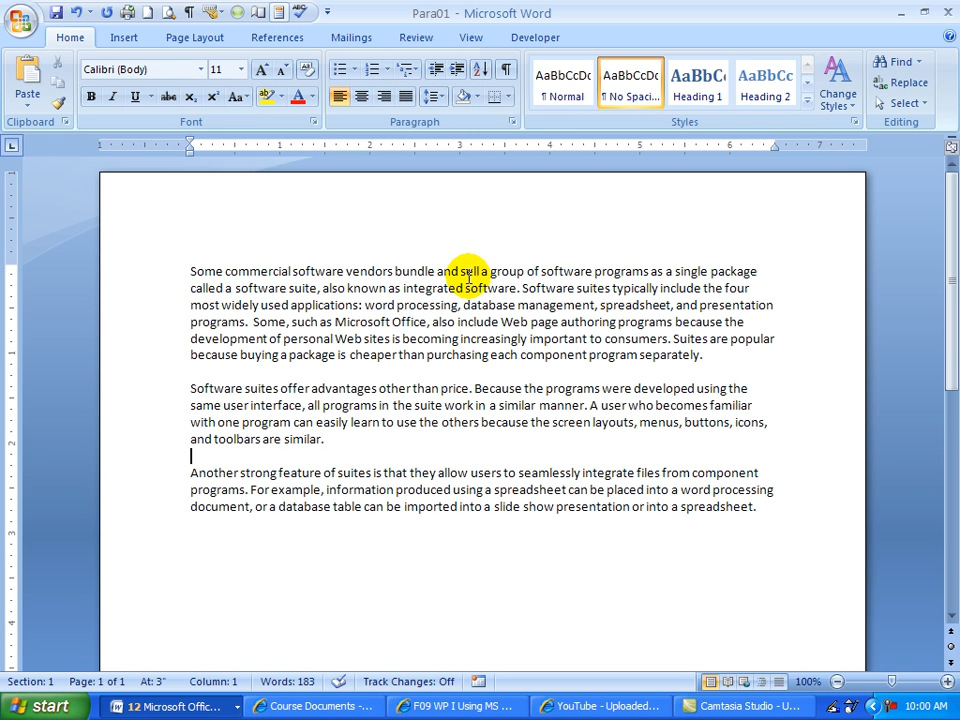 Para01 - Microsoft Word
Home Insert Page Layout References Mailings Review View Developer
Paste
Calibri (Body) 11
B I U abc X₂ X² Aa
AaBbCcDc AaBbCcDc AaBbC AaBbCc
¶ Normal ¶ No Spaci... Heading 1 Heading 2
Change Styles
Find
Replace
Select
Clipboard Font Paragraph Styles Editing
1 1 2 3 4 5 6 7
Some commercial software vendors bundle and sell a group of software programs as a single package
called a software suite, also known as integrated software. Software suites typically include the four
most widely used applications: word processing, database management, spreadsheet, and presentation
programs.  Some, such as Microsoft Office, also include Web page authoring programs because the
development of personal Web sites is becoming increasingly important to consumers. Suites are popular
because buying a package is cheaper than purchasing each component program separately.
Software suites offer advantages other than price. Because the programs were developed using the
same user interface, all programs in the suite work in a similar manner. A user who becomes familiar
with one program can easily learn to use the others because the screen layouts, menus, buttons, icons,
and toolbars are similar.
Another strong feature of suites is that they allow users to seamlessly integrate files from component
programs. For example, information produced using a spreadsheet can be placed into a word processing
document, or a database table can be imported into a slide show presentation or into a spreadsheet.
Section: 1 Page: 1 of 1 At: 3" Column: 1 Words: 183 Track Changes: Off 100%
start 12 Microsoft Offic... Course Documents -... F09 WP I Using MS ... YouTube - Uploaded... Camtasia Studio - U... 10:00 AM